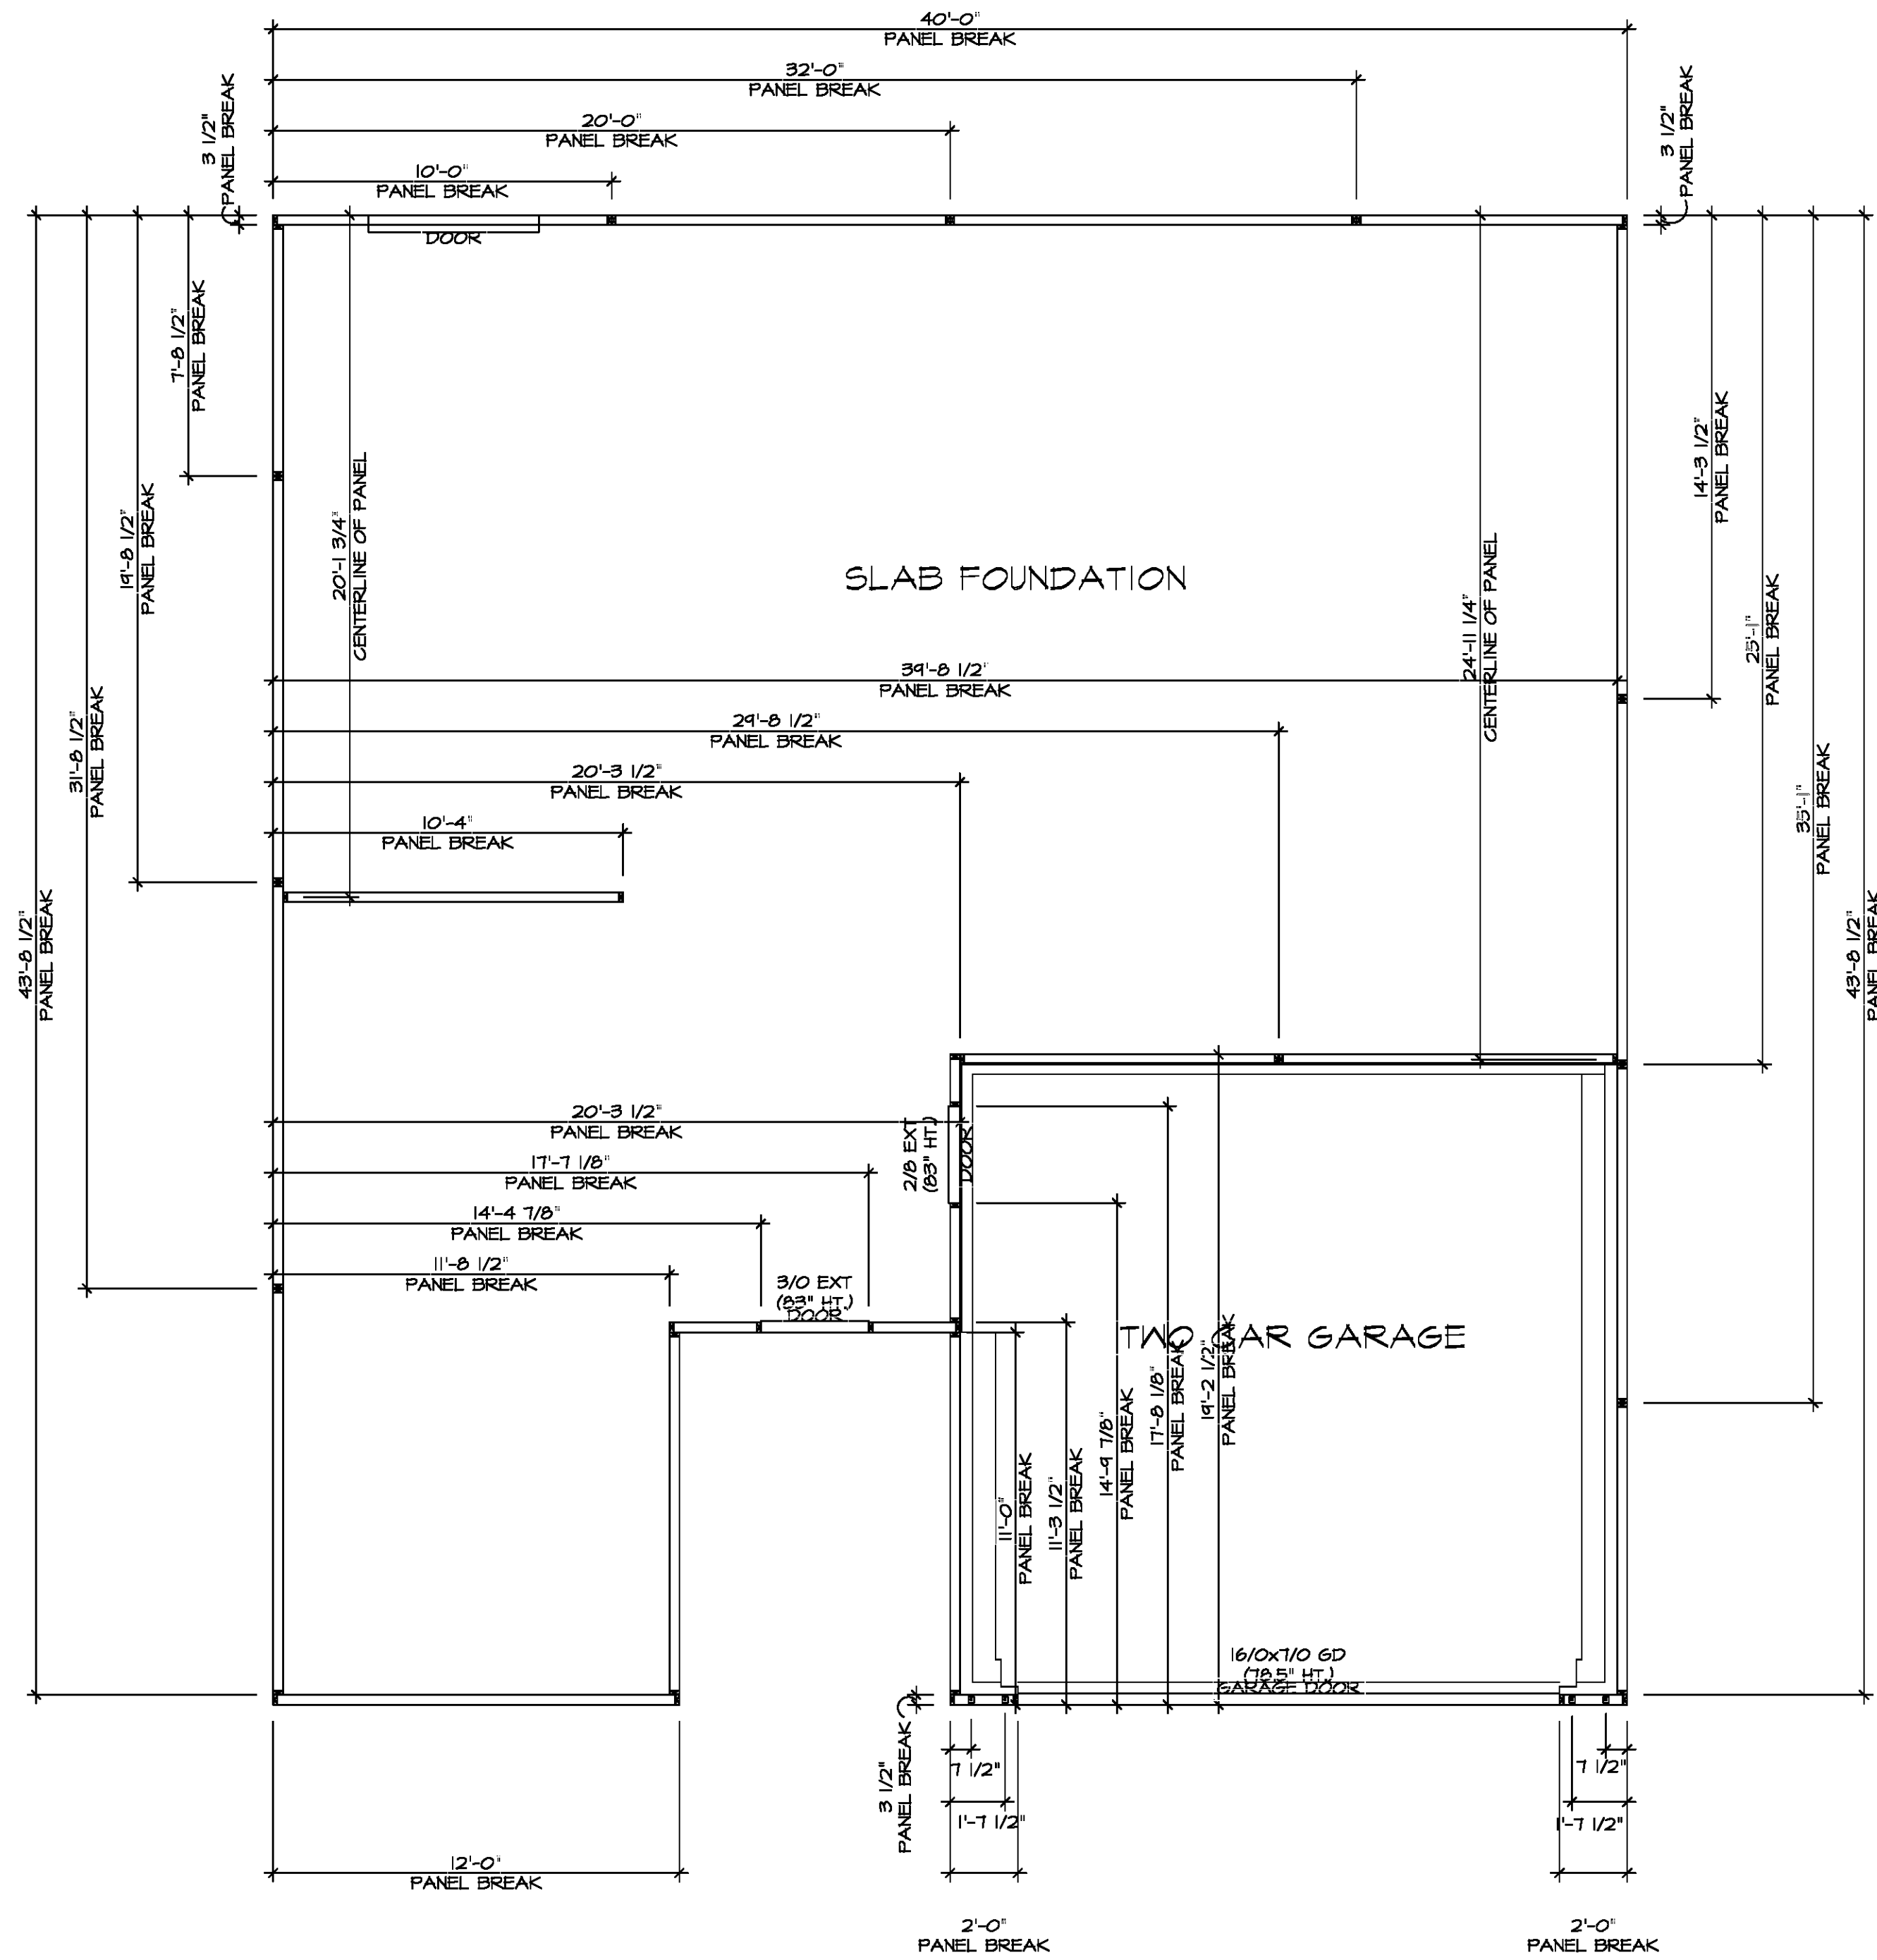 40'-0"
PANEL BREAK
32'-0"
PANEL BREAK
20'-0"
PANEL BREAK
10'-0"
PANEL BREAK
3 1/2"
PANEL BREAK
3 1/2"
PANEL BREAK
DOOR
7'-8 1/2"
PANEL BREAK
19'-8 1/2"
PANEL BREAK
31'-8 1/2"
PANEL BREAK
43'-8 1/2"
PANEL BREAK
20'-1 3/4"
CENTERLINE OF PANEL
SLAB FOUNDATION
24'-11 1/4"
CENTERLINE OF PANEL
14'-3 1/2"
PANEL BREAK
25'-1"
PANEL BREAK
35'-1"
PANEL BREAK
43'-8 1/2"
PANEL BREAK
39'-8 1/2"
PANEL BREAK
29'-8 1/2"
PANEL BREAK
20'-3 1/2"
PANEL BREAK
10'-4"
PANEL BREAK
20'-3 1/2"
PANEL BREAK
17'-7 1/8"
PANEL BREAK
14'-4 7/8"
PANEL BREAK
11'-8 1/2"
PANEL BREAK
2/8 EXT
(83" HT.)
DOOR
3/0 EXT
(83" HT.)
DOOR
TWO CAR GARAGE
11'-0"
PANEL BREAK
11'-3 1/2"
PANEL BREAK
14'-9 7/8"
PANEL BREAK
17'-8 1/8"
PANEL BREAK
19'-2 1/2"
PANEL BREAK
16/0x7/0 GD
(78.5" HT.)
GARAGE DOOR
3 1/2"
PANEL BREAK
7 1/2"
7 1/2"
1'-7 1/2"
1'-7 1/2"
12'-0"
PANEL BREAK
2'-0"
PANEL BREAK
2'-0"
PANEL BREAK